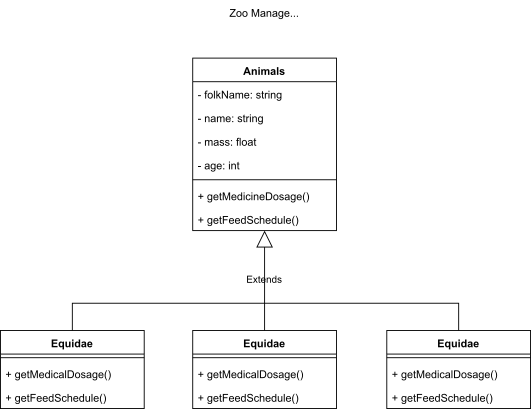 Zoo Manage...
Animals
- folkName: string
- name: string
- mass: float
- age: int
+ getMedicineDosage()
+ getFeedSchedule()
Extends
Equidae
+ getMedicalDosage()
+ getFeedSchedule()
Equidae
+ getMedicalDosage()
+ getFeedSchedule()
Equidae
+ getMedicalDosage()
+ getFeedSchedule()